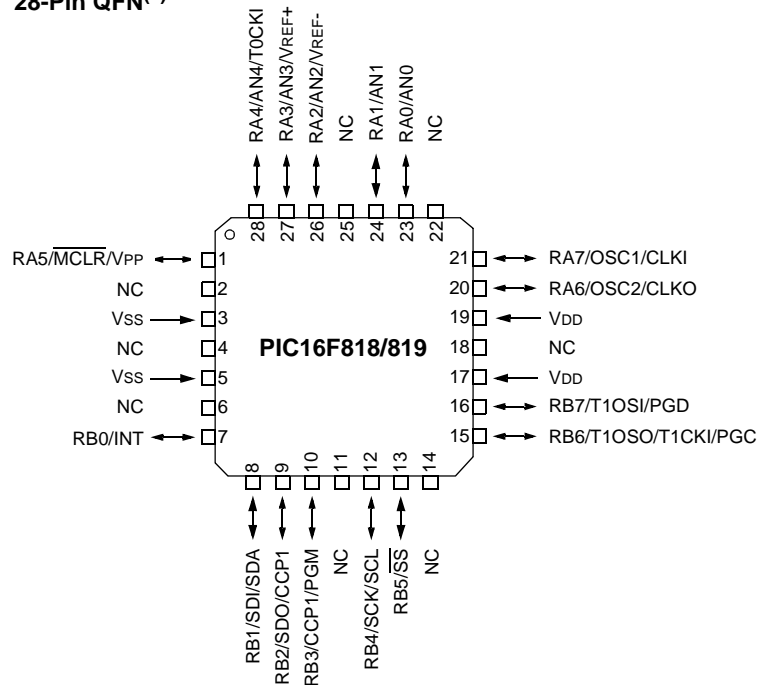 28-Pin QFN
RA4/AN4/T0CKI
RA3/AN3/VREF+
RA2/AN2/VREF-
NC
RA1/AN1
RA0/AN0
NC
28
27
26
25
24
23
22
RA5/MCLR/VPP
1
NC
2
VSS
3
NC
4
VSS
5
NC
6
RB0/INT
7
PIC16F818/819
21
RA7/OSC1/CLKI
20
RA6/OSC2/CLKO
19
VDD
18
NC
17
VDD
16
RB7/T1OSI/PGD
15
RB6/T1OSO/T1CKI/PGC
8
9
10
11
12
13
14
RB1/SDI/SDA
RB2/SDO/CCP1
RB3/CCP1/PGM
NC
RB4/SCK/SCL
RB5/SS
NC